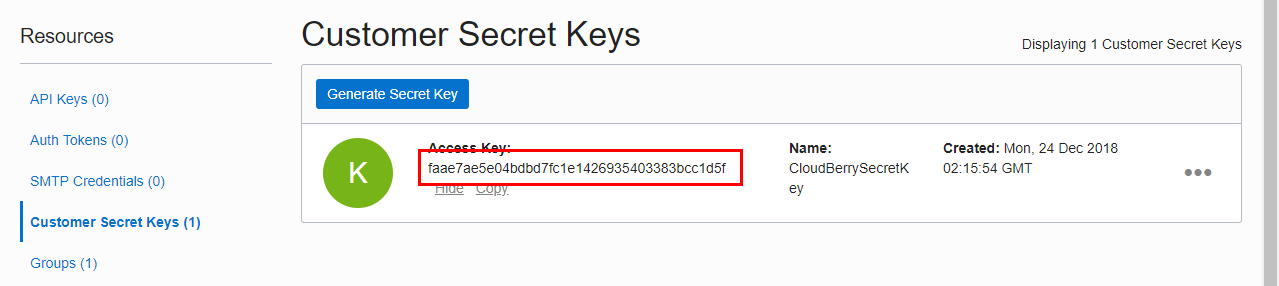 Resources
API Keys (0)
Auth Tokens (0)
SMTP Credentials (0)
Customer Secret Keys (1)
Groups (1)
Customer Secret Keys
Displaying 1 Customer Secret Keys
Generate Secret Key
K
Access Key:
faae7ae5e04bdbd7fc1e1426935403383bcc1d5f
Hide Copy
Name:
CloudBerrySecretK
ey
Created: Mon, 24 Dec 2018
02:15:54 GMT